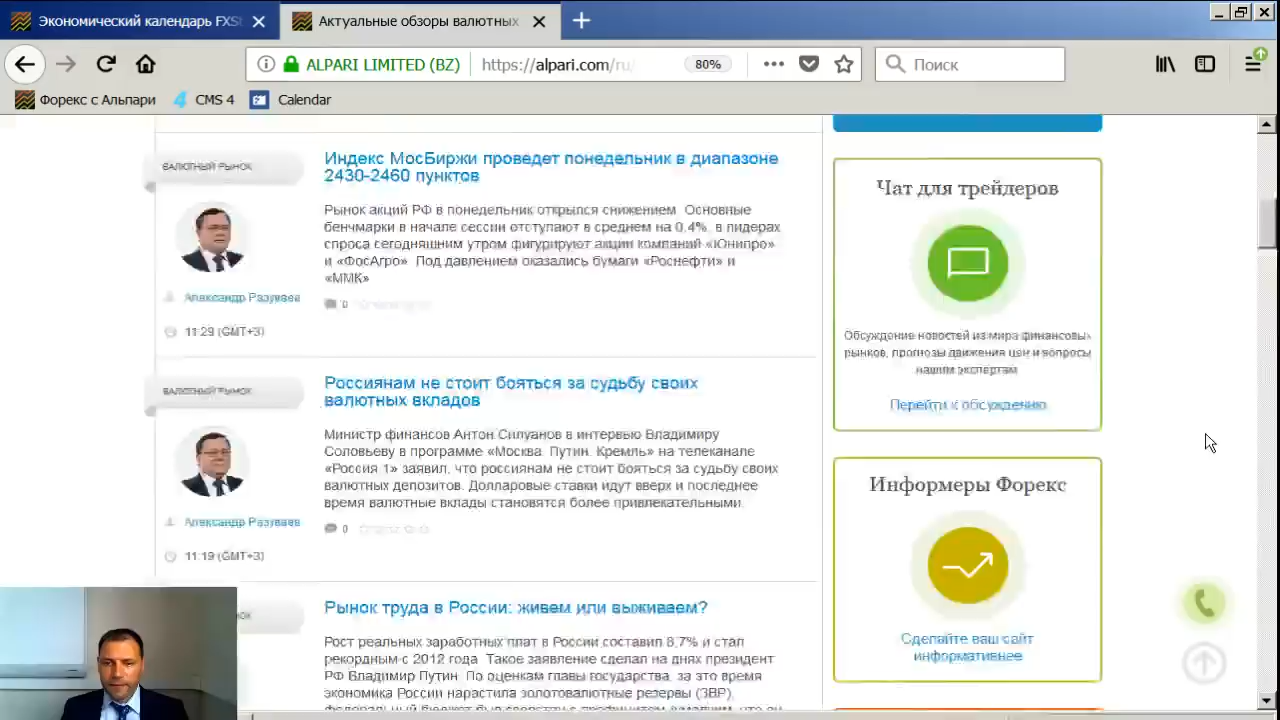 Экономический календарь FXSt
Актуальные обзоры валютных
ALPARI LIMITED (BZ)
https://alpari.com/ru/
80%
Поиск
Форекс с Альпари
CMS 4
Calendar
ВАЛЮТНЫЙ РЫНОК
Индекс МосБиржи проведет понедельник в диапазоне
2430-2460 пунктов
Рынок акций РФ в понедельник открылся снижением. Основные
бенчмарки в начале сессии отступают в среднем на 0,4%, в лидерах
спроса сегодняшним утром фигурируют акции компаний «Юнипро»
и «ФосАгро». Под давлением оказались бумаги «Роснефти» и
«ММК»
Александр Разуваев
0
11:29 (GMT+3)
ВАЛЮТНЫЙ РЫНОК
Россиянам не стоит бояться за судьбу своих
валютных вкладов
Министр финансов Антон Силуанов в интервью Владимиру
Соловьеву в программе «Москва. Путин. Кремль» на телеканале
«Россия 1» заявил, что россиянам не стоит бояться за судьбу своих
валютных депозитов. Долларовые ставки идут вверх и последнее
время валютные вклады становятся более привлекательными.
Александр Разуваев
0
11:19 (GMT+3)
Рынок труда в России: живем или выживаем?
Рост реальных заработных плат в России составил 8,7% и стал
рекордным с 2012 года. Такое заявление сделал на днях президент
РФ Владимир Путин. По оценкам главы государства, за это время
экономика России нарастила золотовалютные резервы (ЗВР),
Чат для трейдеров
Обсуждение новостей из мира финансовых
рынков, прогнозы движения цен и вопросы
нашим экспертам
Перейти к обсуждению
Информеры Форекс
Сделайте ваш сайт
информативнее